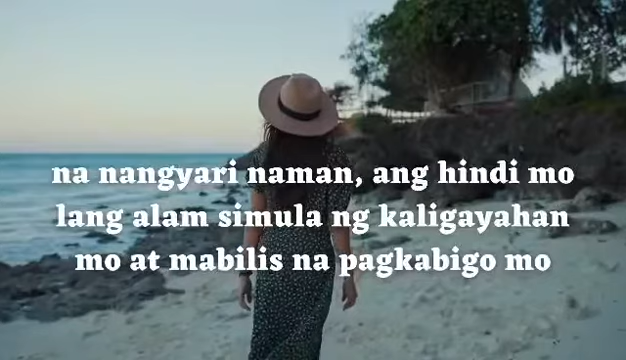 na nangyari naman, ang hindi mo
lang alam simula ng kaligayahan
mo at mabilis na pagkabigo mo